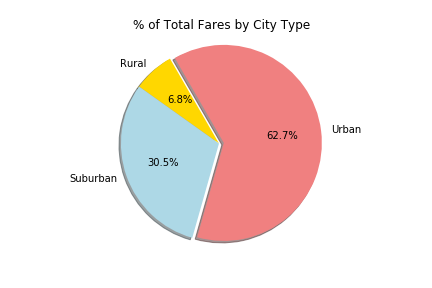 % of Total Fares by City Type
Rural
6.8%
62.7%
Urban
30.5%
Suburban